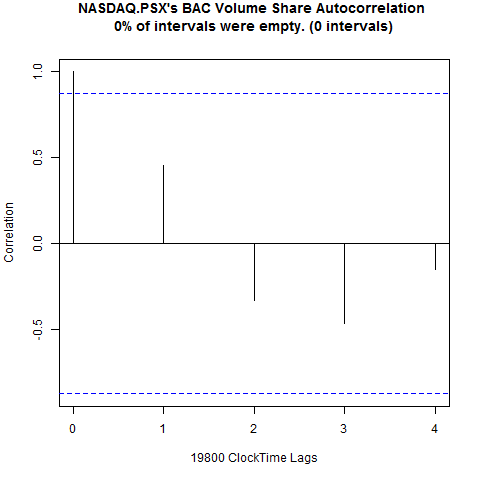 NASDAQ.PSX's BAC Volume Share Autocorrelation
0% of intervals were empty. (0 intervals)
1.0
0.5
0.0
-0.5
Correlation
0
1
2
3
4
19800 ClockTime Lags